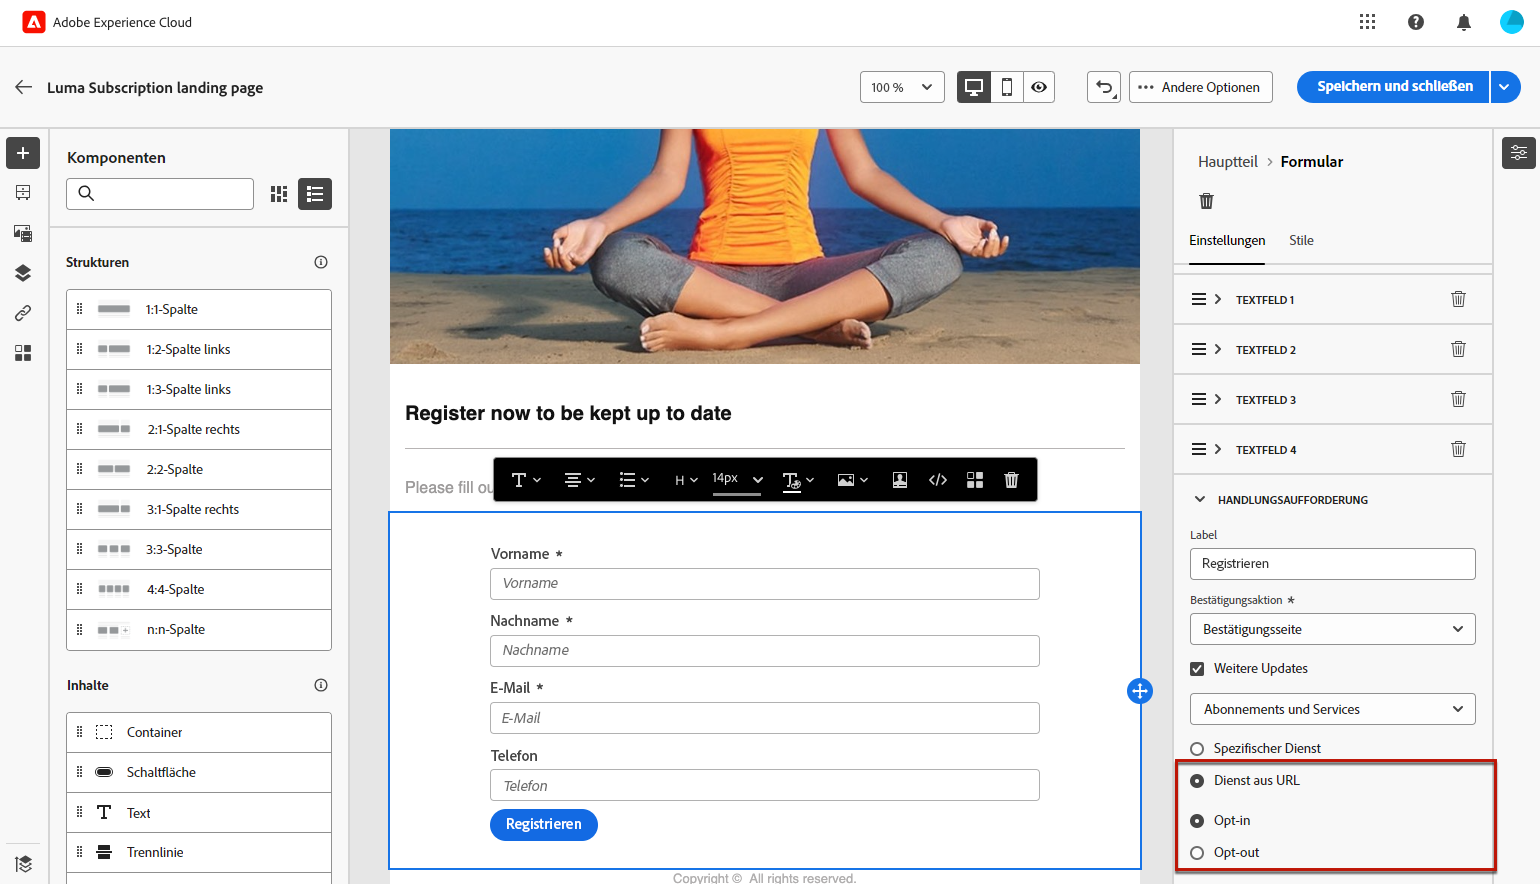 Adobe Experience Cloud
Luma Subscription landing page
100 %
Andere Optionen
Speichern und schließen
Komponenten
Strukturen
1:1-Spalte
1:2-Spalte links
1:3-Spalte links
2:1-Spalte rechts
2:2-Spalte
3:1-Spalte rechts
3:3-Spalte
4:4-Spalte
n:n-Spalte
Inhalte
Container
Schaltfläche
Text
Trennlinie
Register now to be kept up to date
Please fill ou
H
14px
Vorname *
Vorname
Nachname *
Nachname
E-Mail *
E-Mail
Telefon
Telefon
Registrieren
Copyright © All rights reserved.
Hauptteil > Formular
Einstellungen
Stile
TEXTFELD 1
TEXTFELD 2
TEXTFELD 3
TEXTFELD 4
HANDLUNGSAUFFORDERUNG
Label
Registrieren
Bestätigungsaktion *
Bestätigungsseite
Weitere Updates
Abonnements und Services
Spezifischer Dienst
Dienst aus URL
Opt-in
Opt-out